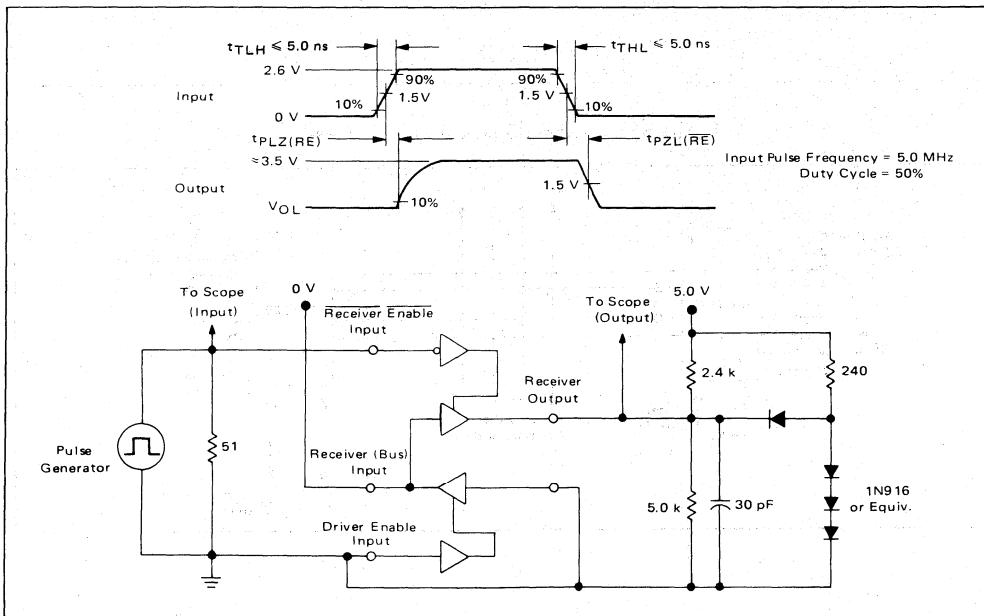 tTLH ≤ 5.0 ns
tTHL ≤ 5.0 ns
2.6 V
90%
90%
Input
1.5 V
1.5 V
10%
10%
0 V
tPLZ(RE)
tPZL(R̅E̅)
≈3.5 V
Input Pulse Frequency = 5.0 MHz
Duty Cycle = 50%
Output
1.5 V
VOL
10%
To Scope
(Input)
0 V
Receiver Enable
Input
To Scope
(Output)
5.0 V
2.4 k
240
Receiver
Output
Pulse
Generator
51
Receiver (Bus)
Input
5.0 k
30 pF
1N916
or Equiv.
Driver Enable
Input